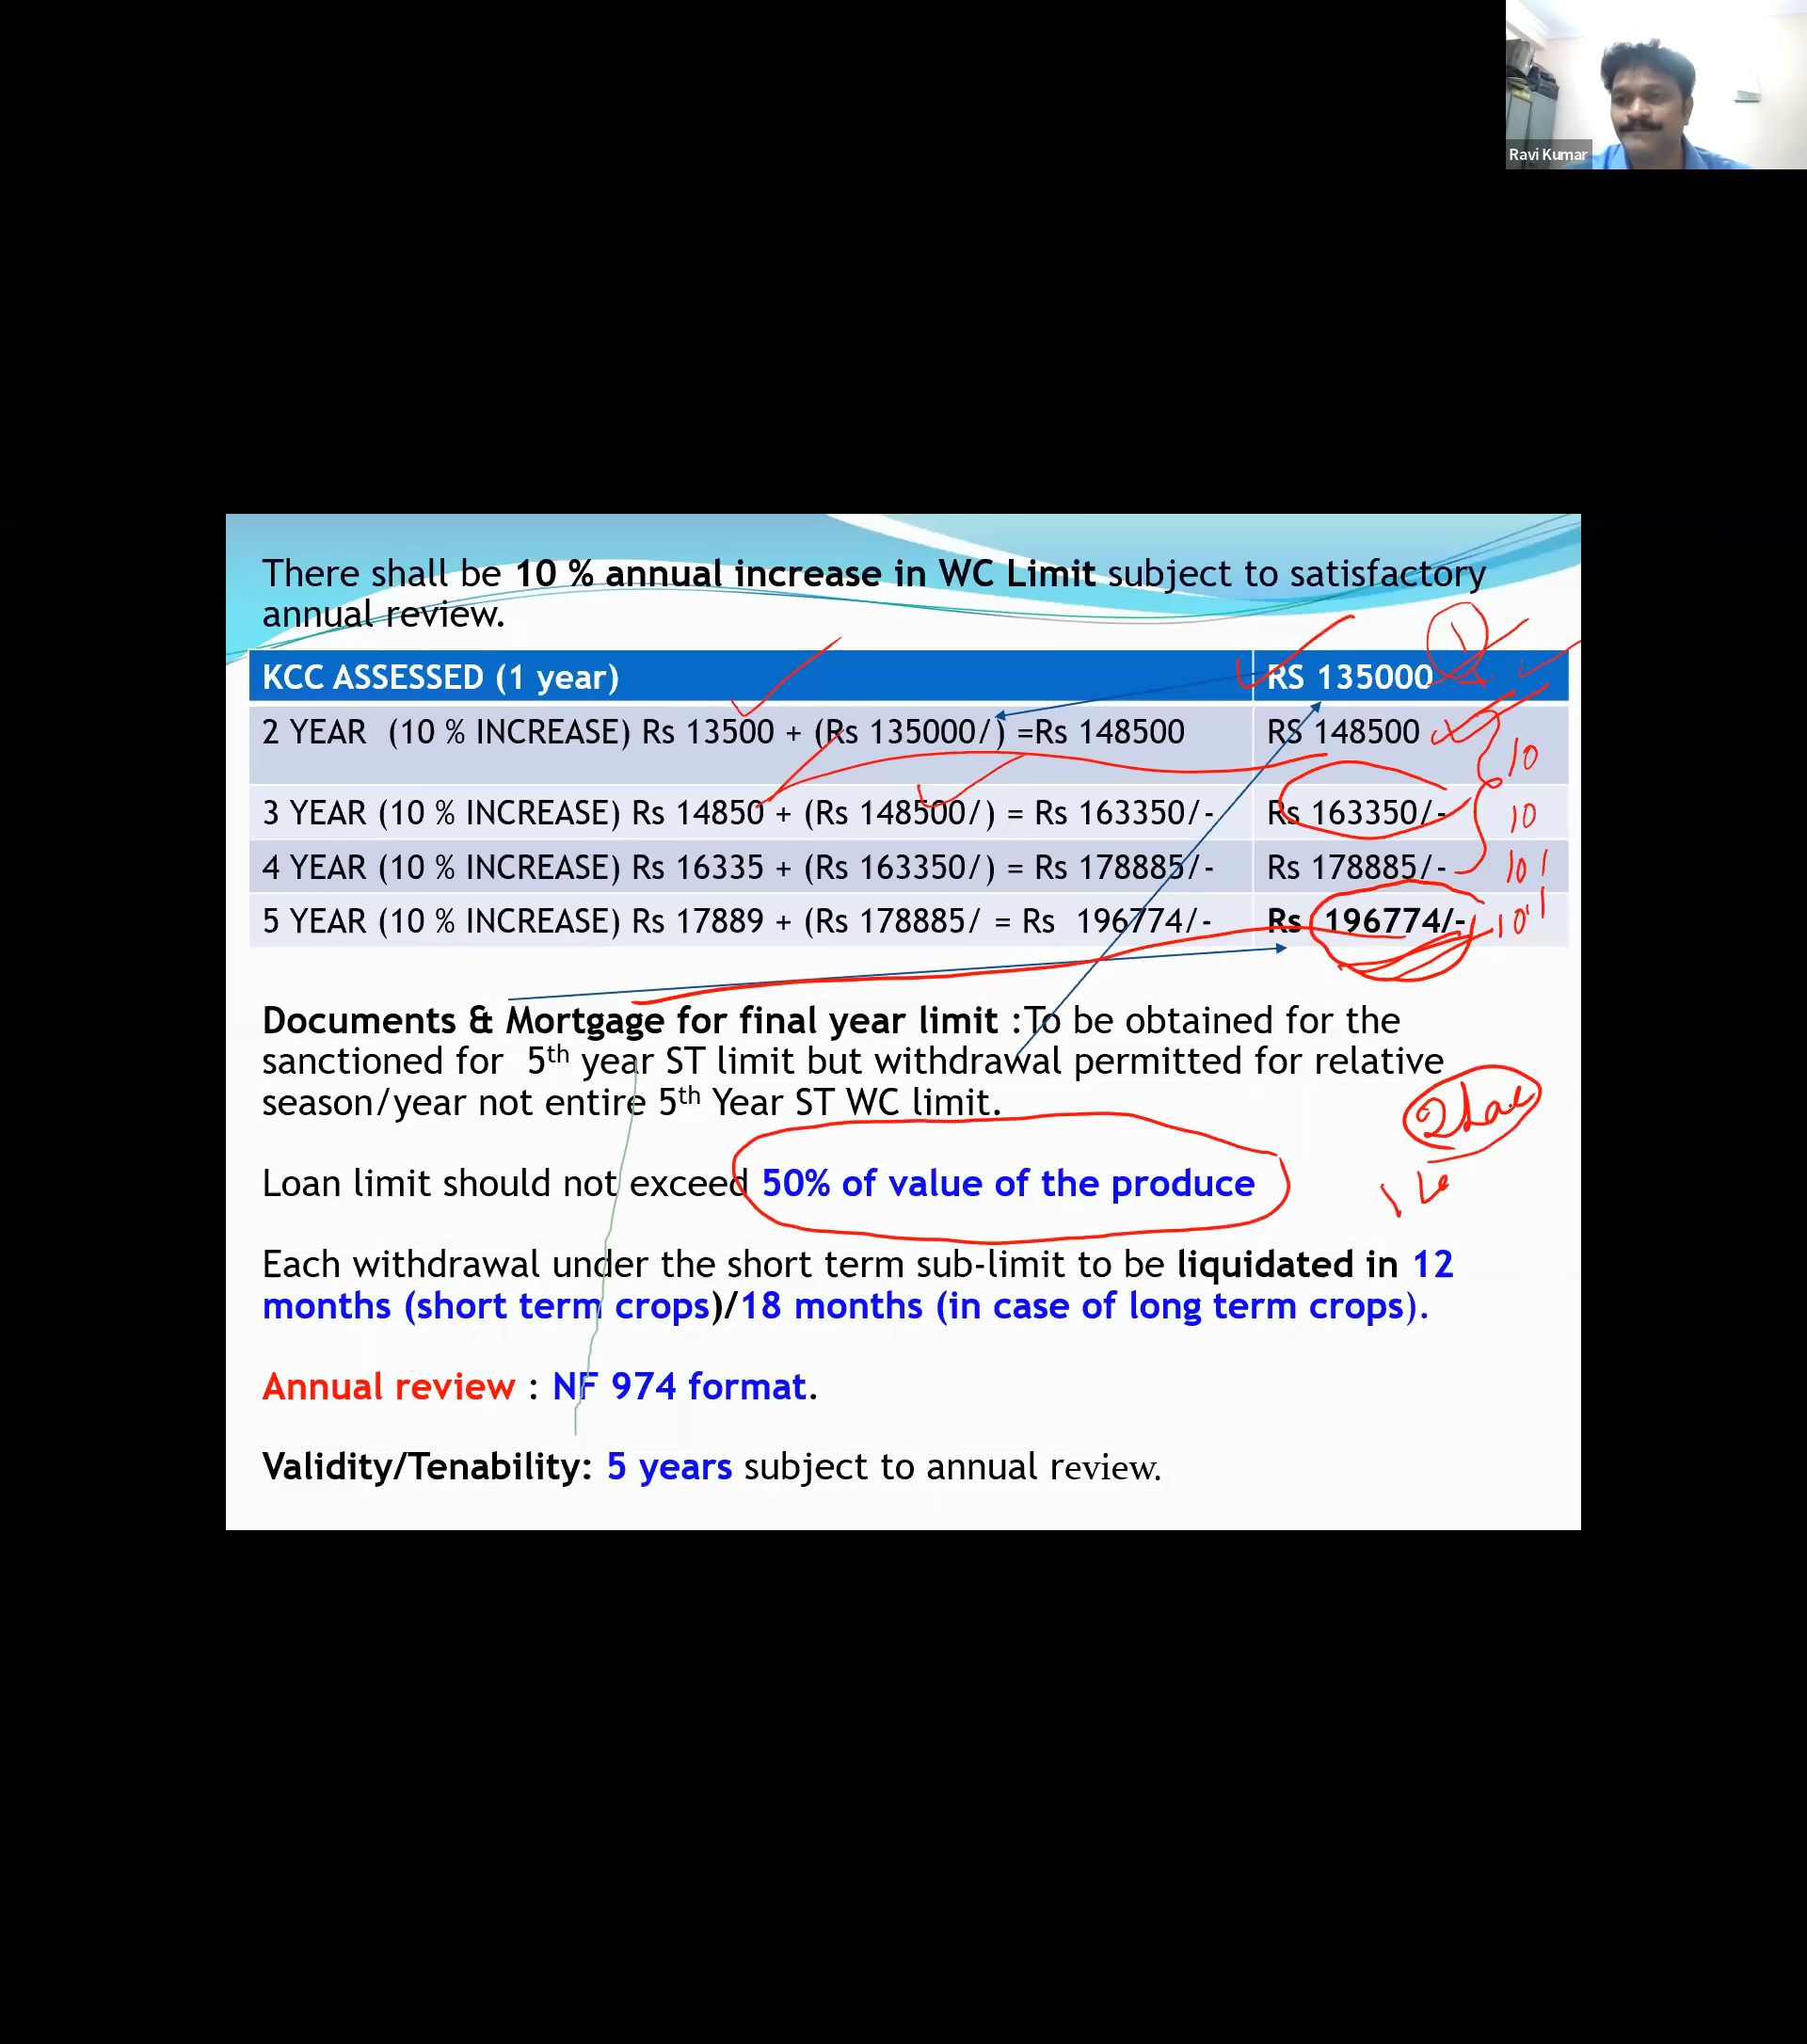 Ravi Kumar
There shall be 10 % annual increase in WC Limit subject to satisfactory
annual review.
KCC ASSESSED (1 year) RS 135000
2 YEAR (10 % INCREASE) Rs 13500 + (Rs 135000/) =Rs 148500 RS 148500
10
3 YEAR (10 % INCREASE) Rs 14850 + (Rs 148500/) = Rs 163350/- Rs 163350/-
10
4 YEAR (10 % INCREASE) Rs 16335 + (Rs 163350/) = Rs 178885/- Rs 178885/-
10
5 YEAR (10 % INCREASE) Rs 17889 + (Rs 178885/ = Rs 196774/- Rs 196774/-
10
Documents & Mortgage for final year limit :To be obtained for the
sanctioned for 5th year ST limit but withdrawal permitted for relative
season/year not entire 5th Year ST WC limit.
2 Lac
Loan limit should not exceed 50% of value of the produce
Each withdrawal under the short term sub-limit to be liquidated in 12
months (short term crops)/18 months (in case of long term crops).
Annual review : NF 974 format.
Validity/Tenability: 5 years subject to annual review.